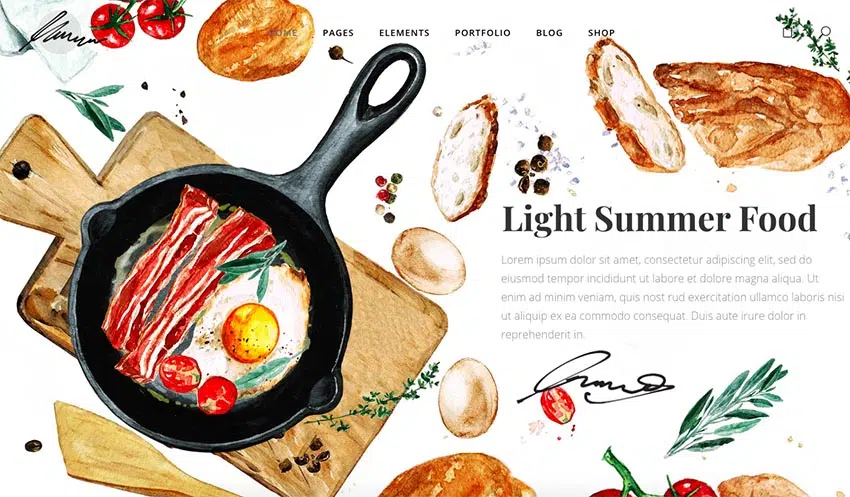 HOME PAGES ELEMENTS PORTFOLIO BLOG SHOP
Light Summer Food
Lorem ipsum dolor sit amet, consectetur adipiscing elit, sed do
eiusmod tempor incididunt ut labore et dolore magna aliqua. Ut
enim ad minim veniam, quis nost rud exercitation ullamco laboris nisi
ut aliquip ex ea commodo consequat. Duis aute irure dolor in
reprehenderit in.